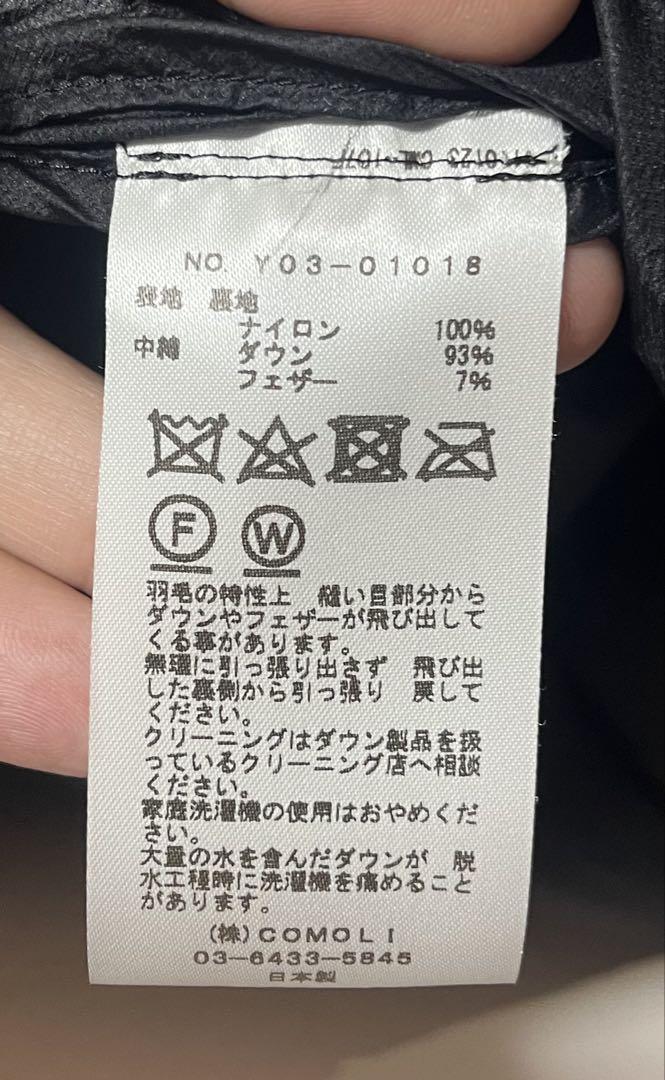 NO. Y03-01018
表地 裏地
ナイロン 100%
中綿 ダウン 93%
フェザー 7%
F W
羽毛の特性上 縫い目部分から
ダウンやフェザーが飛び出して
くる事があります。
無理に引っ張り出さず 飛び出
した裏側から引っ張り 戻して
ください。
クリーニングはダウン製品を扱
っているクリーニング店へ相談
ください。
家庭洗濯機の使用はおやめくだ
さい。
大量の水を含んだダウンが 脱
水工程時に洗濯機を痛めること
があります。
(株)COMOLI
03-6433-5845
日本製